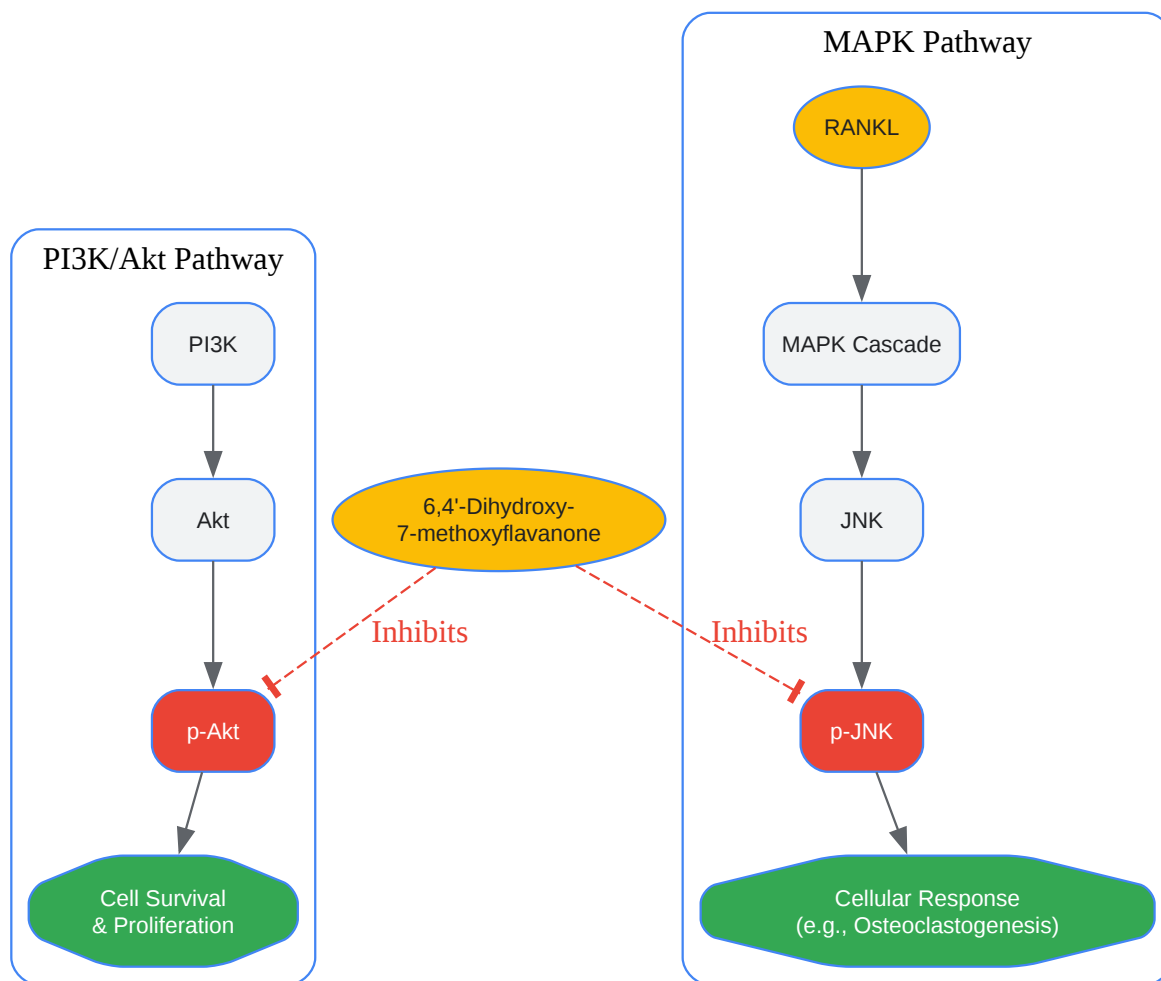 PI3K/Akt Pathway
PI3K
Akt
p-Akt
Cell Survival
& Proliferation
6,4'-Dihydroxy-
7-methoxyflavanone
Inhibits
Inhibits
MAPK Pathway
RANKL
MAPK Cascade
JNK
p-JNK
Cellular Response
(e.g., Osteoclastogenesis)